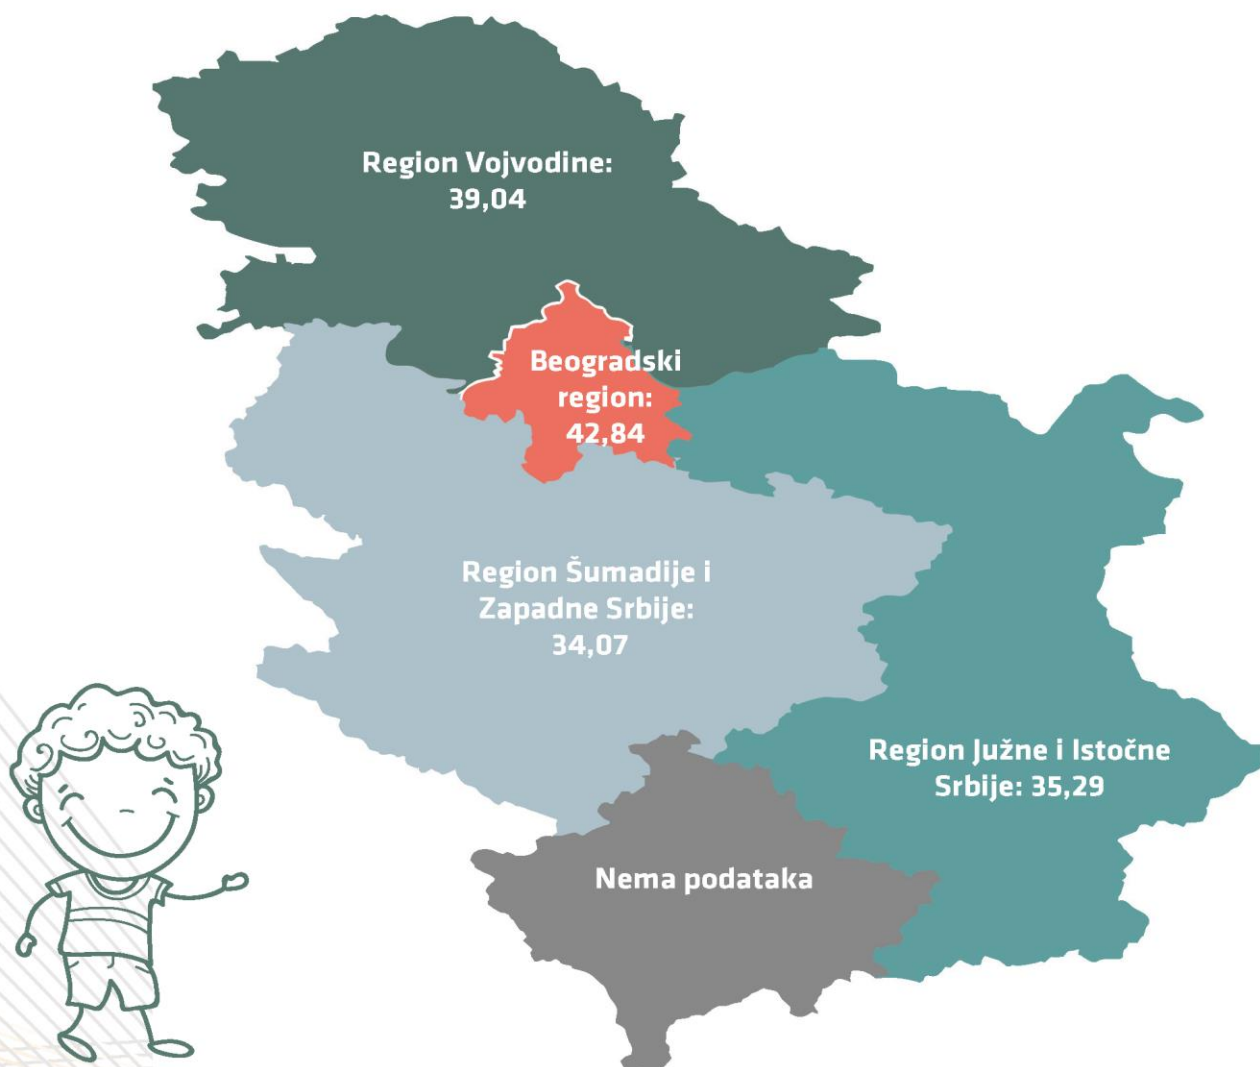 Region Vojvodine:
39,04
Beogradski
region:
42,84
Region Šumadije i
Zapadne Srbije:
34,07
Region Južne i Istočne
Srbije: 35,29
Nema podataka